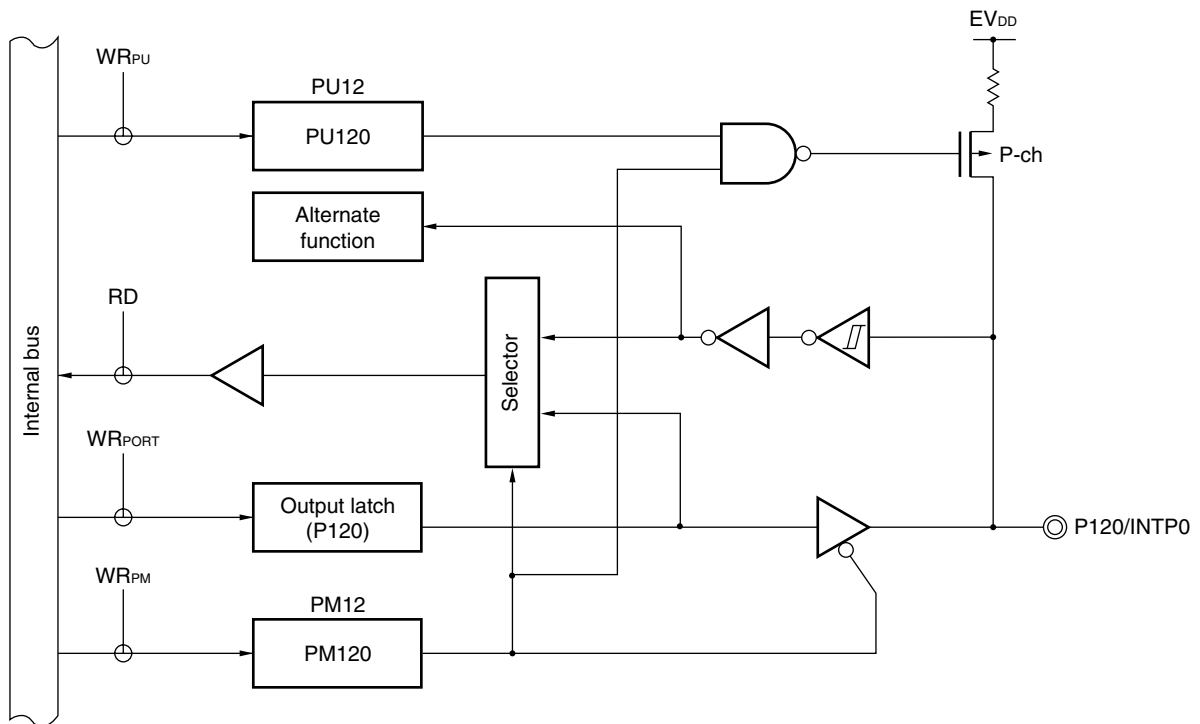 EVDD
WRPU
PU12
PU120
P-ch
Alternate
function
RD
Internal bus
Selector
WRPORT
Output latch
(P120)
P120/INTP0
WRPM
PM12
PM120